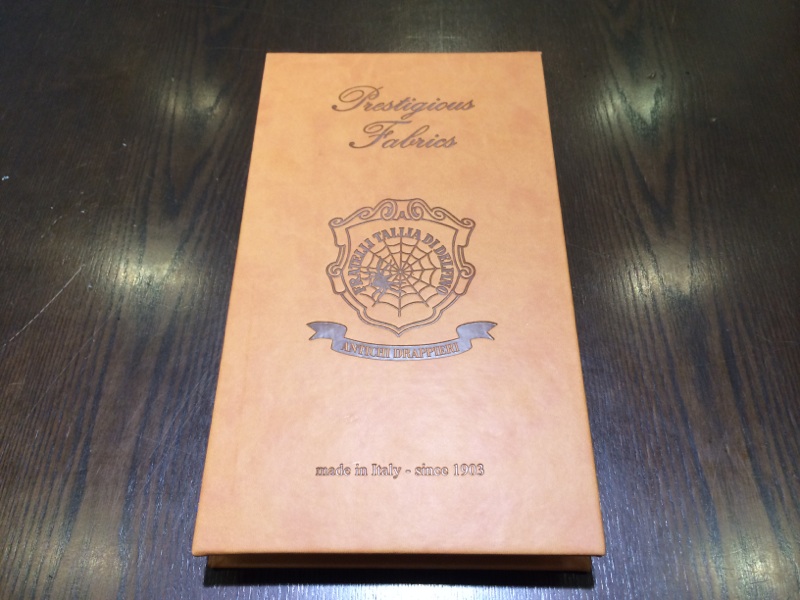 Prestigious
Fabrics
FRATELLI TALLIA DI DELFINO
ANTICHI DRAPPIERI
made in Italy - since 1903